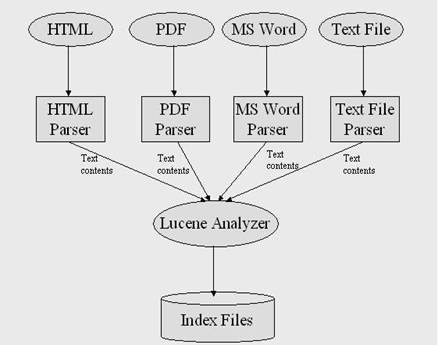 HTML
PDF
MS Word
Text File
HTML
Parser
PDF
Parser
MS Word
Parser
Text File
Parser
Text
contents
Text
contents
Text
contents
Text
contents
Lucene Analyzer
Index Files